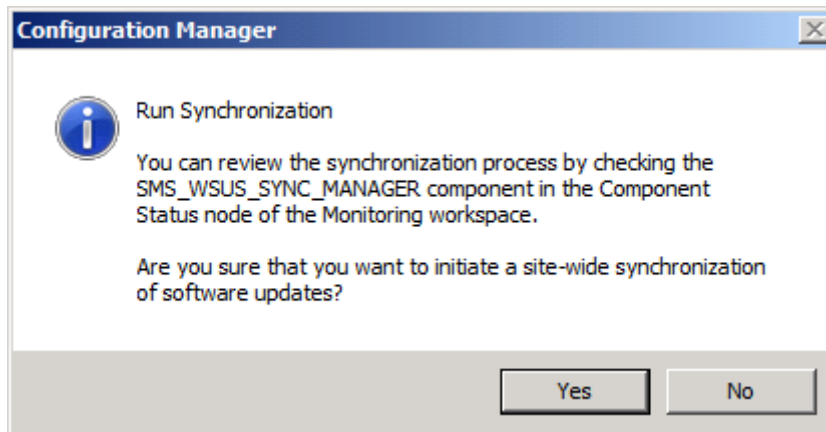 Configuration Manager
Run Synchronization
You can review the synchronization process by checking the
SMS_WSUS_SYNC_MANAGER component in the Component
Status node of the Monitoring workspace.
Are you sure that you want to initiate a site-wide synchronization
of software updates?
Yes No